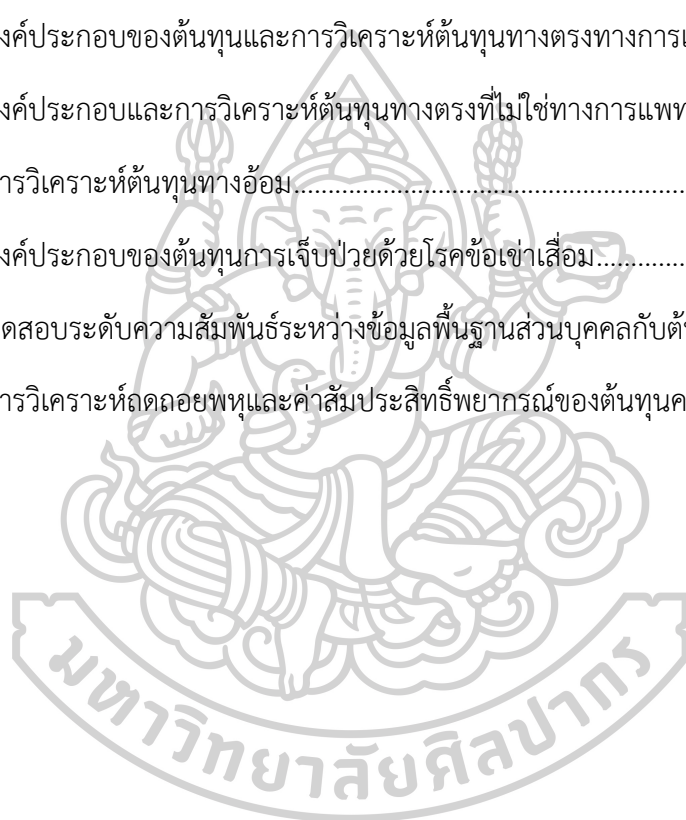 งค์ประกอบของต้นทุนและการวิเคราะห์ต้นทุนทางตรงทางการแ
งค์ประกอบและการวิเคราะห์ต้นทุนทางตรงที่ไม่ใช่ทางการแพท
ารวิเคราะห์ต้นทุนทางอ้อม..........................................................
งค์ประกอบของต้นทุนการเจ็บป่วยด้วยโรคข้อเข่าเสื่อม.............
ดสอบระดับความสัมพันธ์ระหว่างข้อมูลพื้นฐานส่วนบุคคลกับต้
ารวิเคราะห์ถดถอยพหุและค่าสัมประสิทธิ์พยากรณ์ของต้นทุนค
มหาวิทยาลัยศิลปากร